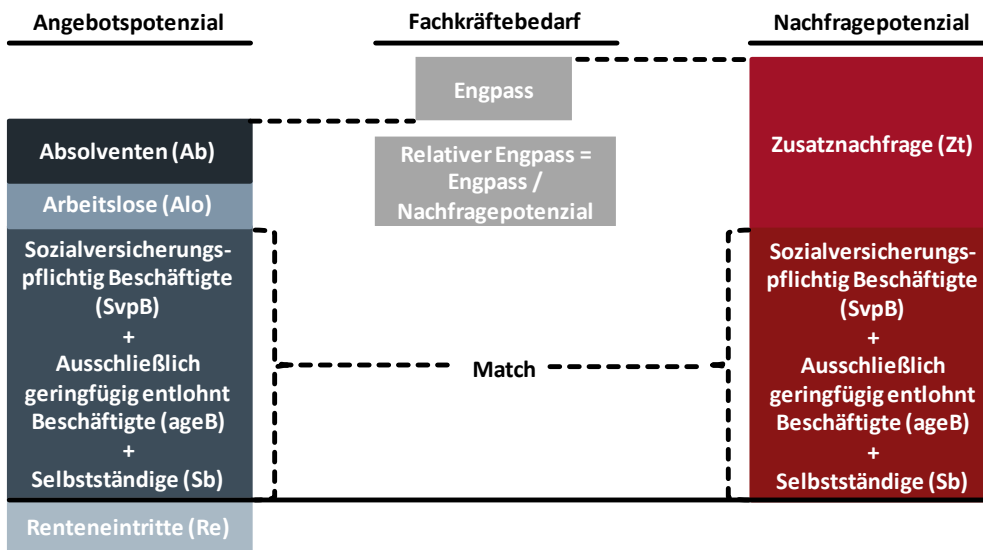 Angebotspotenzial
Fachkräftebedarf
Nachfragepotenzial
Absolventen (Ab)
Arbeitslose (Alo)
Sozialversicherungs-
pflichtig Beschäftigte
(SvpB)
+
Ausschließlich
geringfügig entlohnt
Beschäftigte (ageB)
+
Selbstständige (Sb)
Renteneintritte (Re)
Engpass
Relativer Engpass =
Engpass /
Nachfragepotenzial
Match
Zusatznachfrage (Zt)
Sozialversicherungs-
pflichtig Beschäftigte
(SvpB)
+
Ausschließlich
geringfügig entlohnt
Beschäftigte (ageB)
+
Selbstständige (Sb)